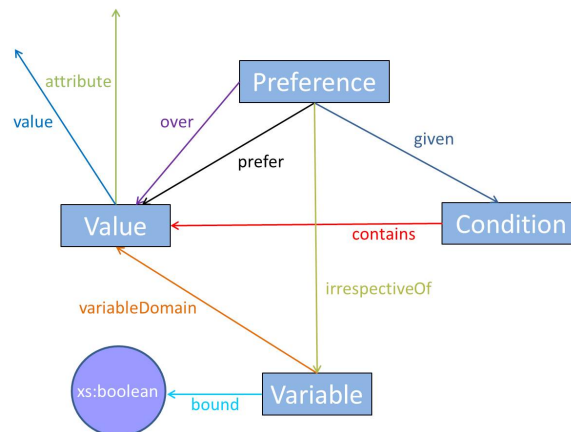 Preference
attribute
value
over
given
prefer
Value
Condition
contains
irrespectiveOf
variableDomain
xs:boolean
bound
Variable